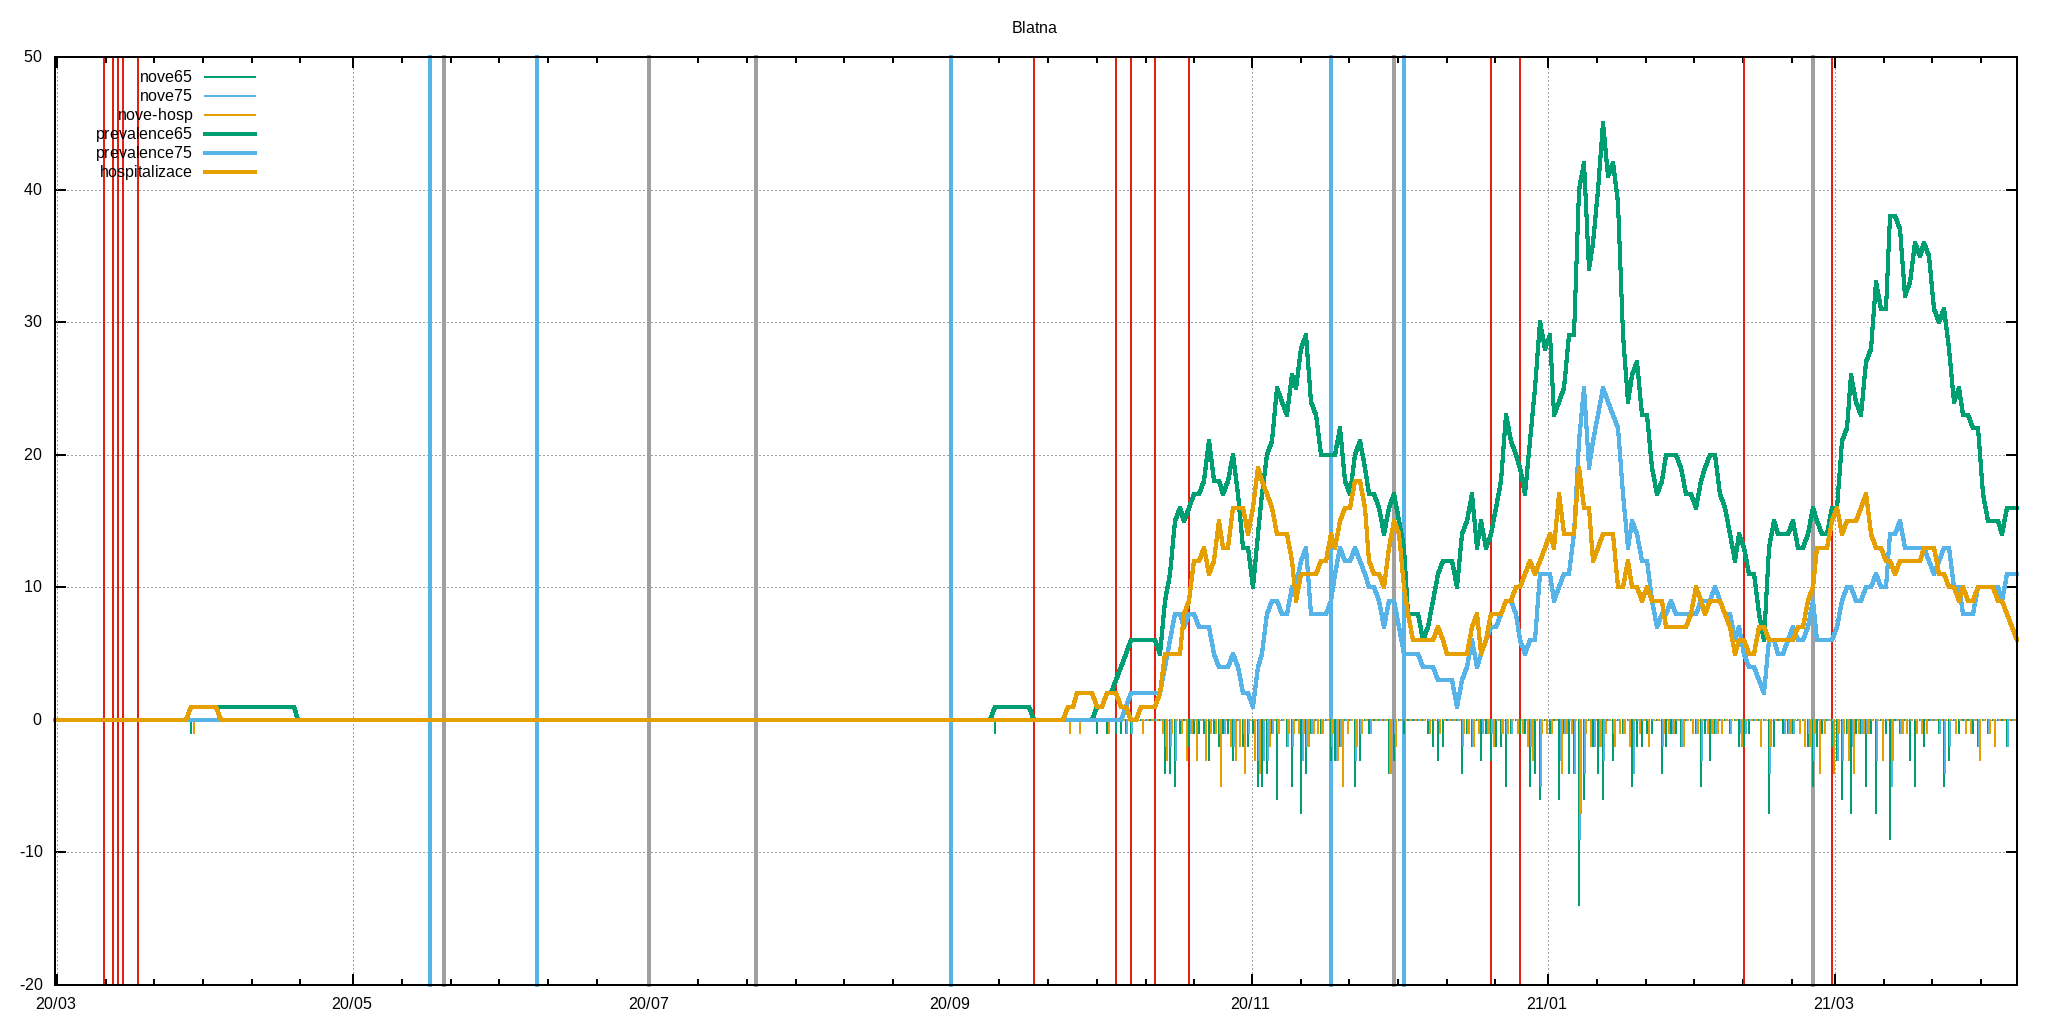 Blatna
50
nove65
nove75
nove-hosp
prevalence65
prevalence75
hospitalizace
40
30
20
10
0
-10
-20
20/03 20/05 20/07 20/09 20/11 21/01 21/03